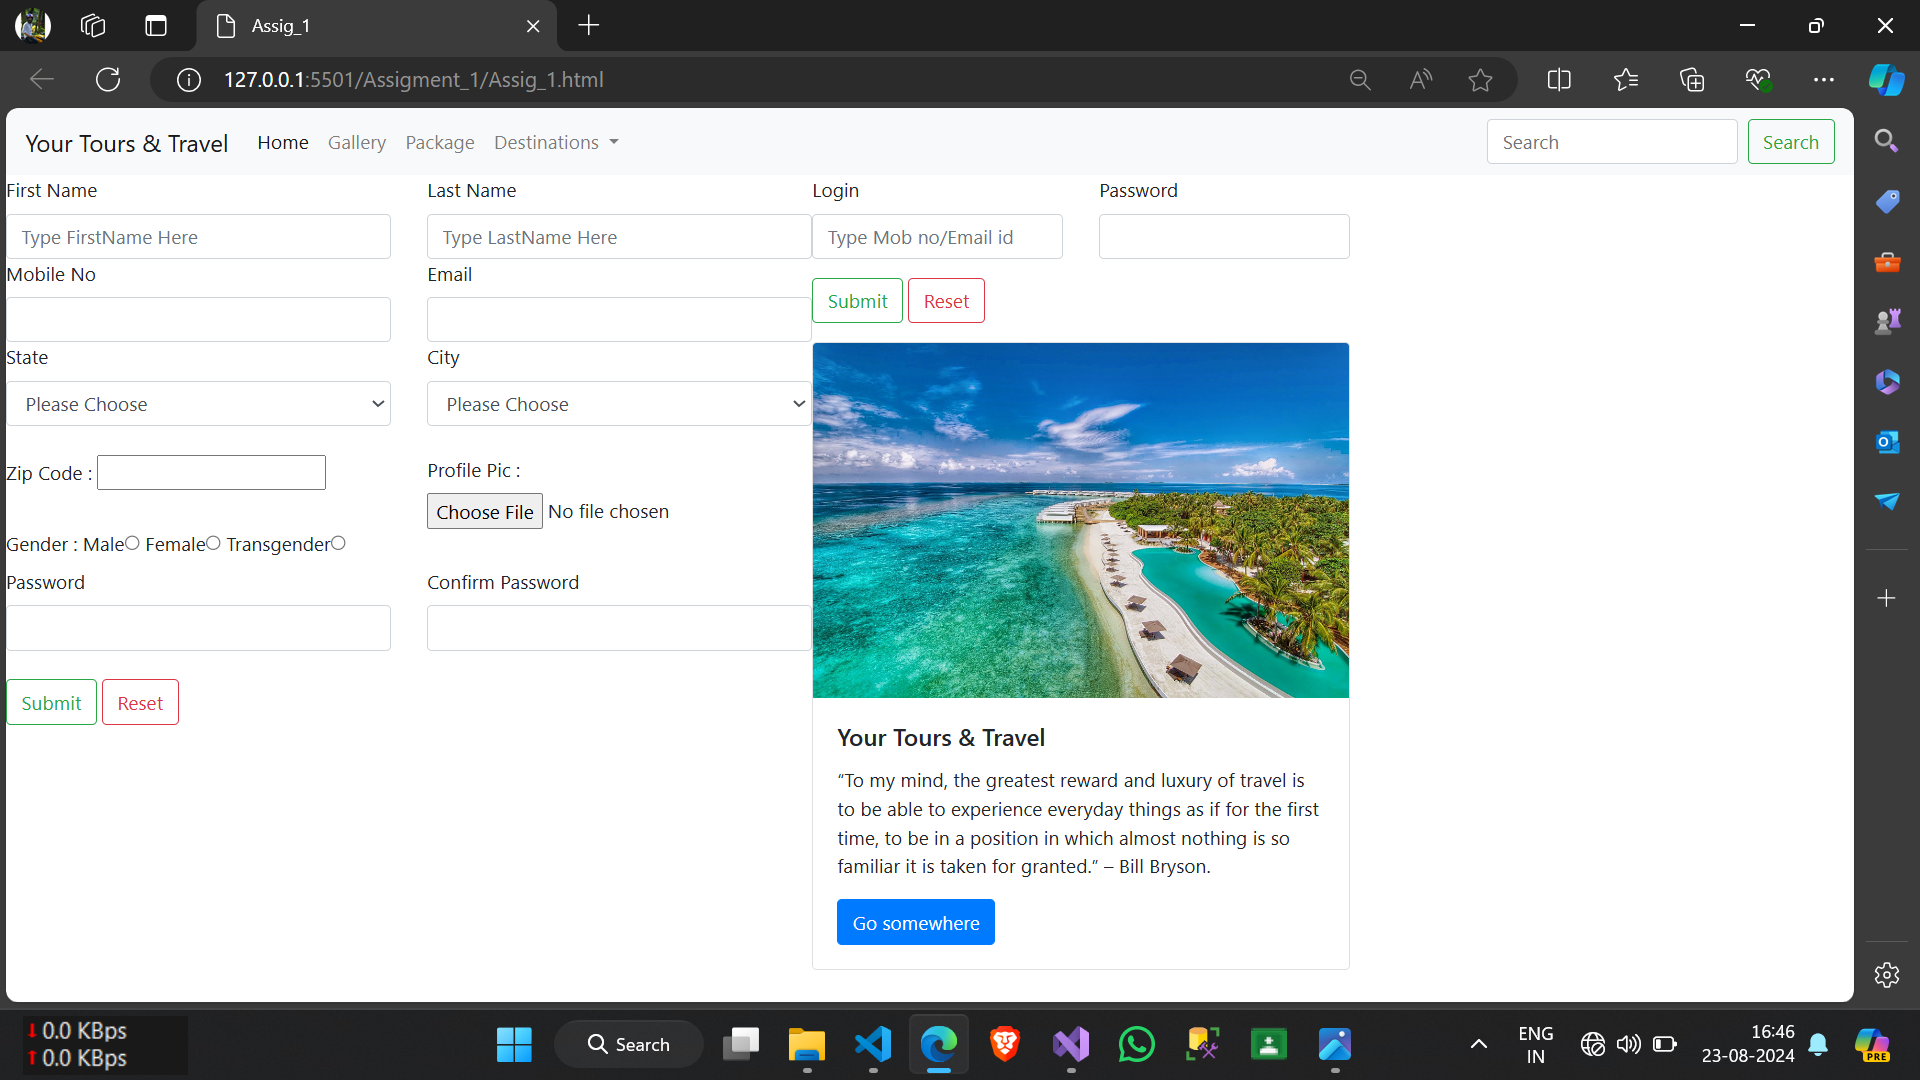 Assig_1
127.0.0.1:5501/Assigment_1/Assig_1.html
Your Tours & Travel
Home
Gallery
Package
Destinations
Search
Search
First Name
Last Name
Login
Password
Type FirstName Here
Type LastName Here
Type Mob no/Email id
Mobile No
Email
Submit
Reset
State
City
Please Choose
Please Choose
Zip Code :
Profile Pic :
Choose File No file chosen
Gender : Male Female Transgender
Password
Confirm Password
Submit
Reset
Your Tours & Travel
“To my mind, the greatest reward and luxury of travel is
to be able to experience everyday things as if for the first
time, to be in a position in which almost nothing is so
familiar it is taken for granted.” – Bill Bryson.
Go somewhere
0.0 KBps
0.0 KBps
Search
ENG
IN
16:46
23-08-2024
PRE